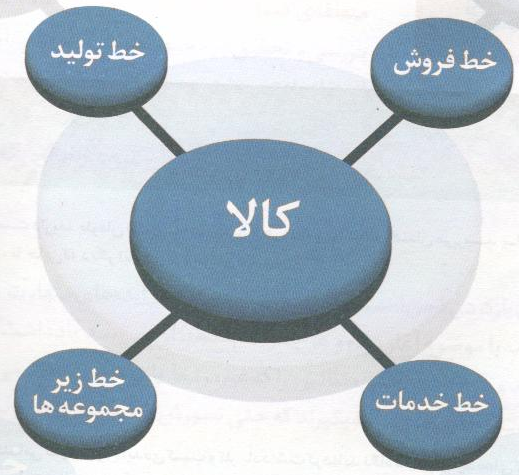 خط فروش
خط تولید
کالا
خط زیر
مجموعه ها
خط خدمات